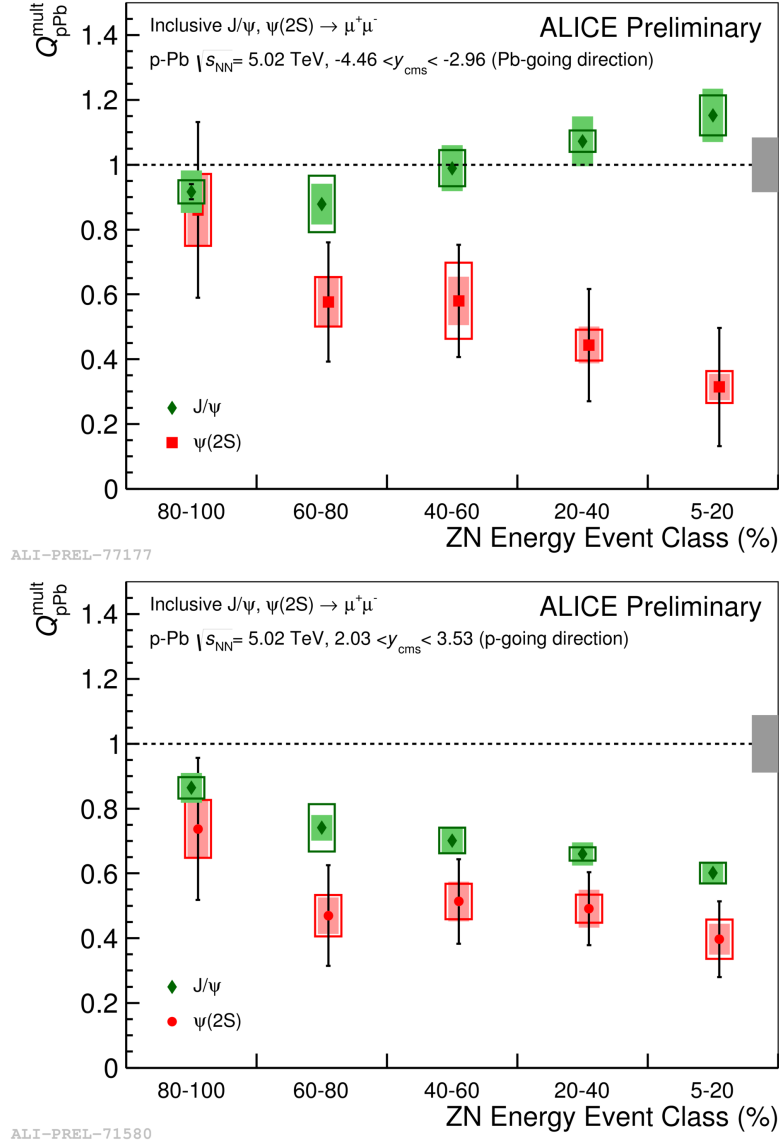 Q^mult_pPb
1.4
1.2
1
0.8
0.6
0.4
0.2
0
Inclusive J/ψ, ψ(2S) → μ⁺μ⁻
ALICE Preliminary
p-Pb √s_NN= 5.02 TeV, -4.46 <y_cms< -2.96 (Pb-going direction)
J/ψ
ψ(2S)
80-100 60-80 40-60 20-40 5-20
ZN Energy Event Class (%)
ALI-PREL-77177
Q^mult_pPb
1.4
1.2
1
0.8
0.6
0.4
0.2
0
Inclusive J/ψ, ψ(2S) → μ⁺μ⁻
ALICE Preliminary
p-Pb √s_NN= 5.02 TeV, 2.03 <y_cms< 3.53 (p-going direction)
J/ψ
ψ(2S)
80-100 60-80 40-60 20-40 5-20
ZN Energy Event Class (%)
ALI-PREL-71580